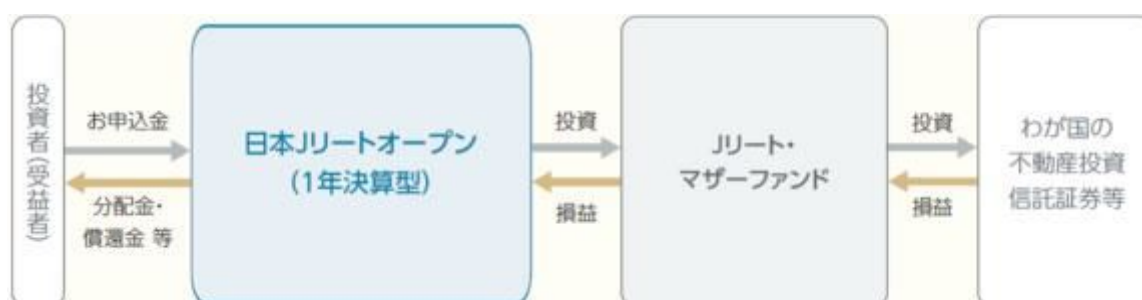 投資者(受益者)
お申込金
分配金・
償還金 等
日本Jリートオープン
(1年決算型)
投資
損益
Jリート・
マザーファンド
投資
損益
わが国の
不動産投資
信託証券等